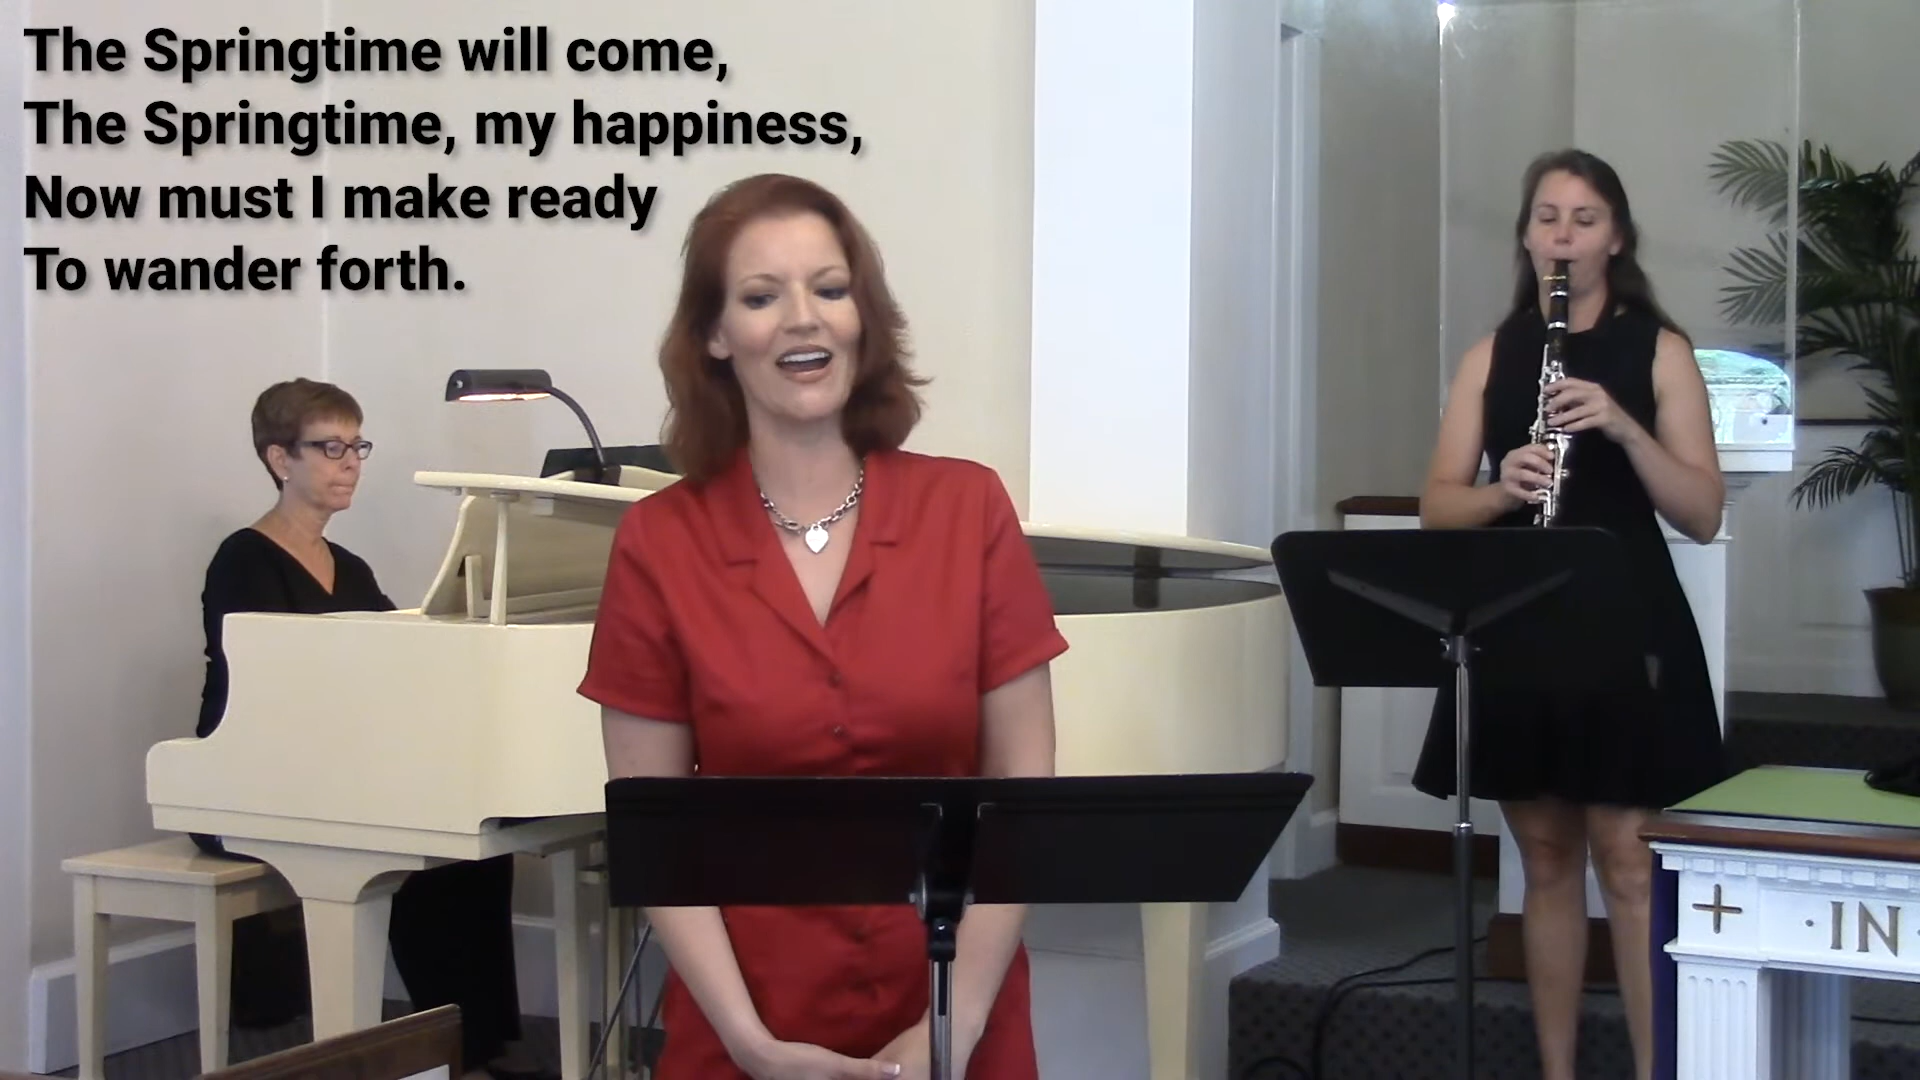 The Springtime will come,
The Springtime, my happiness,
Now must I make ready
To wander forth.
· IN ·